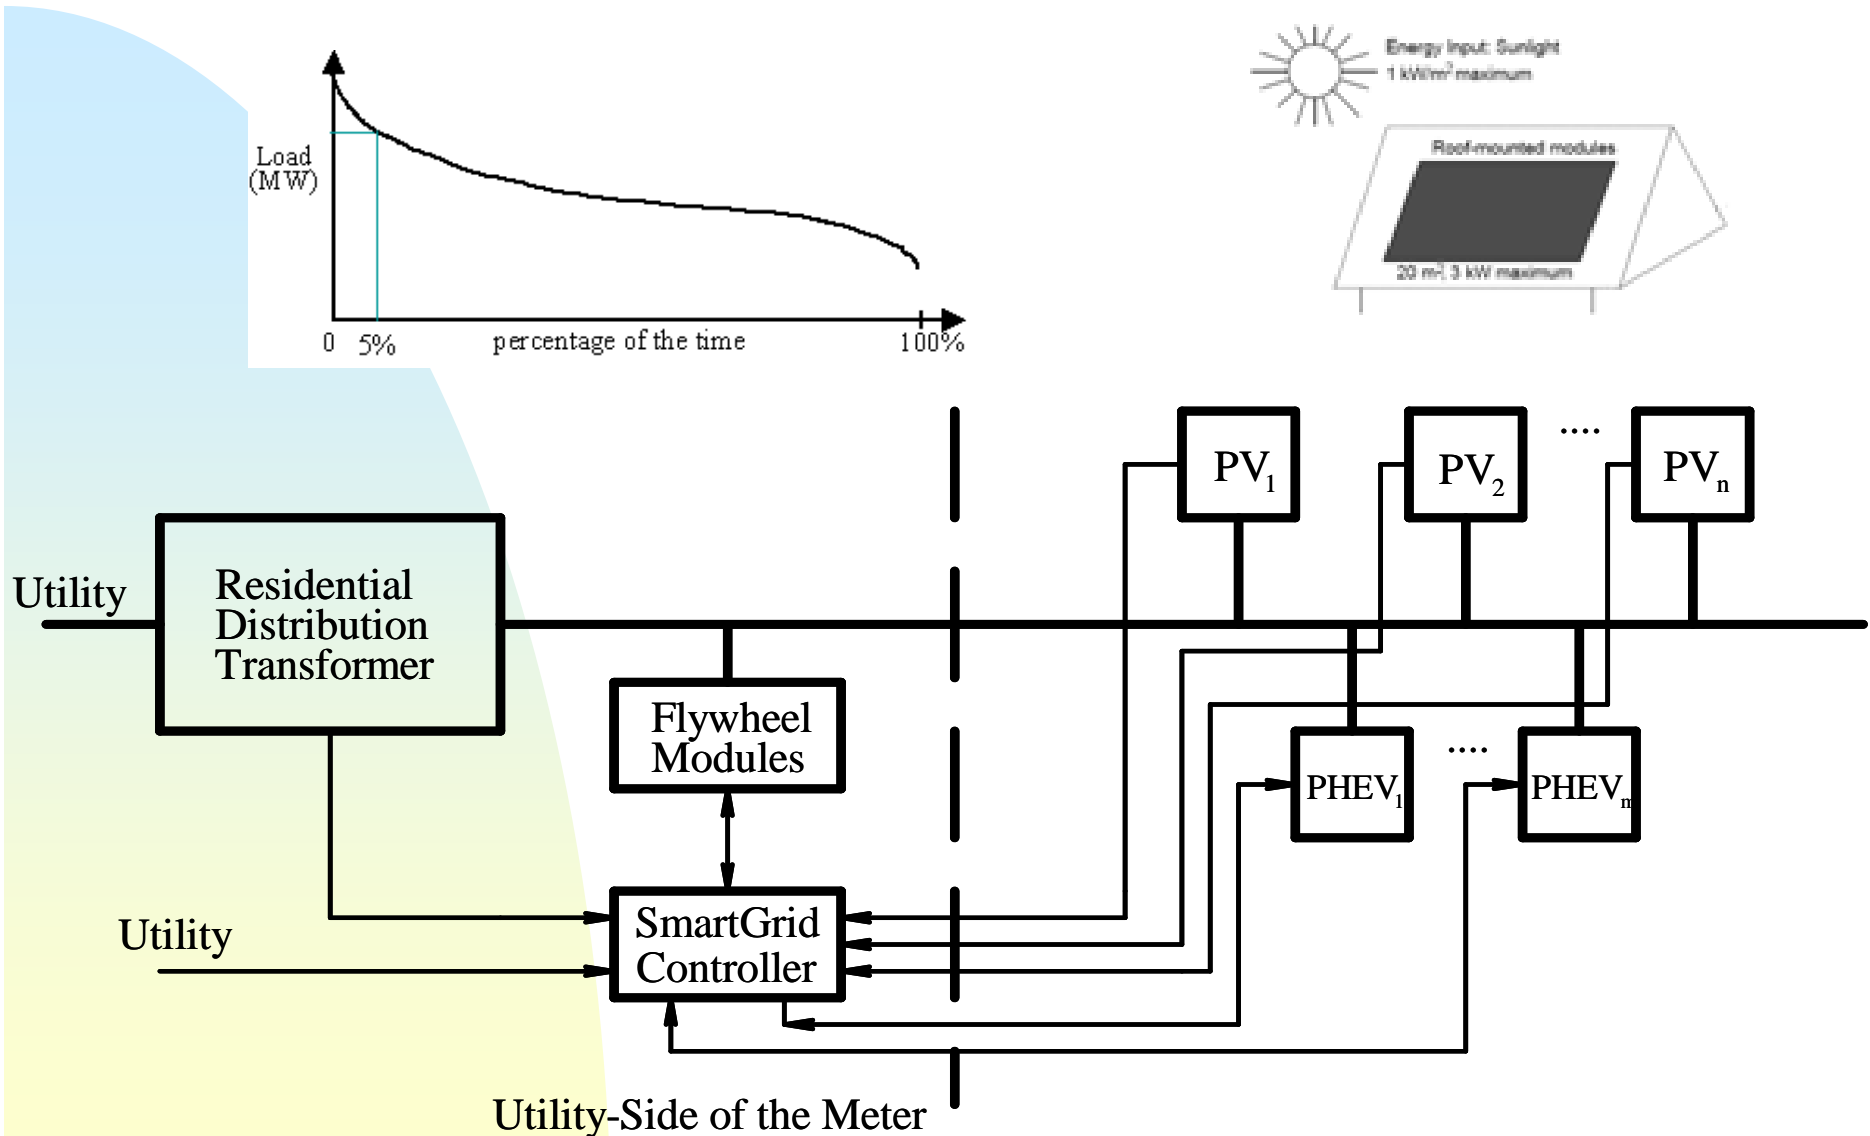 Energy Input: Sunlight
1 kW/m² maximum
Load
(MW)
Roof-mounted modules
20 m², 3 kW maximum
0 5% percentage of the time 100%
PV1 PV2 .... PVn
Utility
Residential
Distribution
Transformer
Flywheel
Modules
PHEV1 .... PHEVm
Utility
SmartGrid
Controller
Utility-Side of the Meter